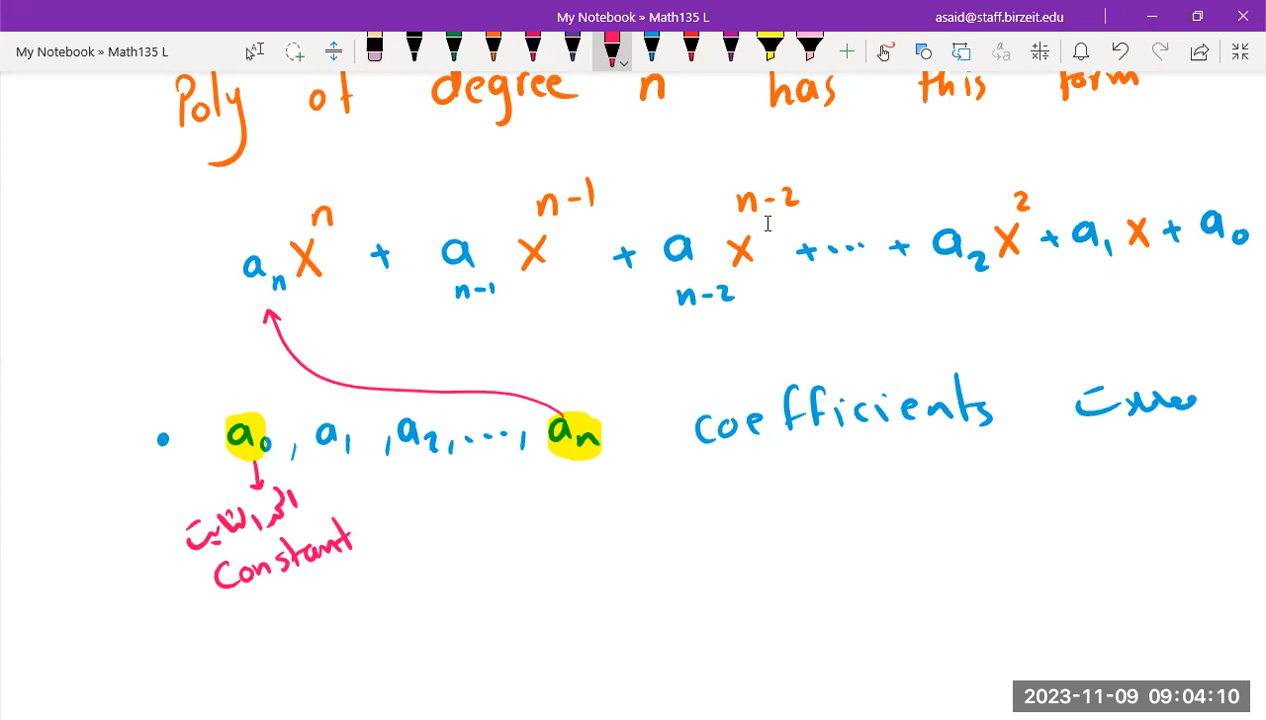 My Notebook » Math135 L
asaid@staff.birzeit.edu
My Notebook » Math135 L
Poly of degree n has this form
aₙxⁿ + aₙ₋₁xⁿ⁻¹ + aₙ₋₂xⁿ⁻² + ... + a₂x² + a₁x + a₀
• a₀, a₁, a₂, ..., aₙ coefficients
الثابت
Constant
2023-11-09 09:04:10